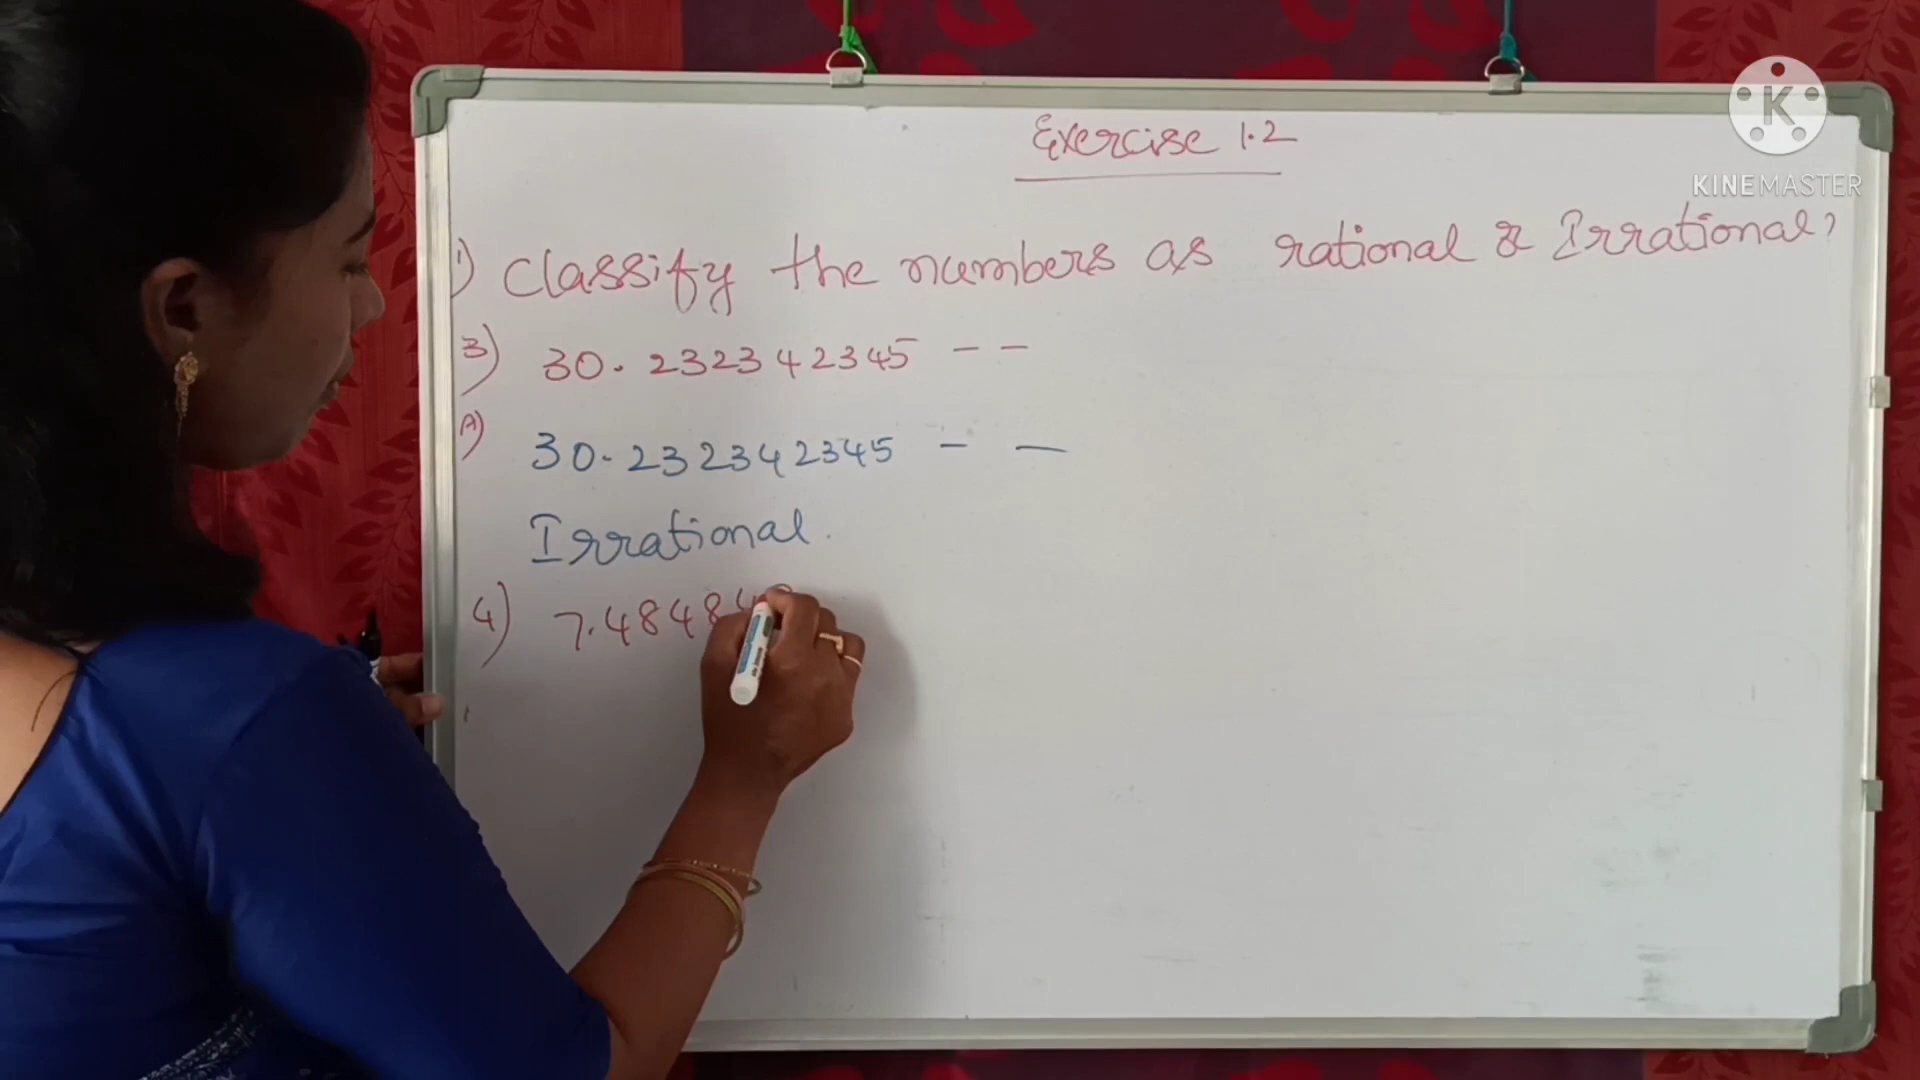 Exercise 1.2
KINEMASTER
1) Classify the numbers as rational & Irrational?
3) 30.232342345 - -
A) 30.232342345 - -
Irrational.
4) 7.4848